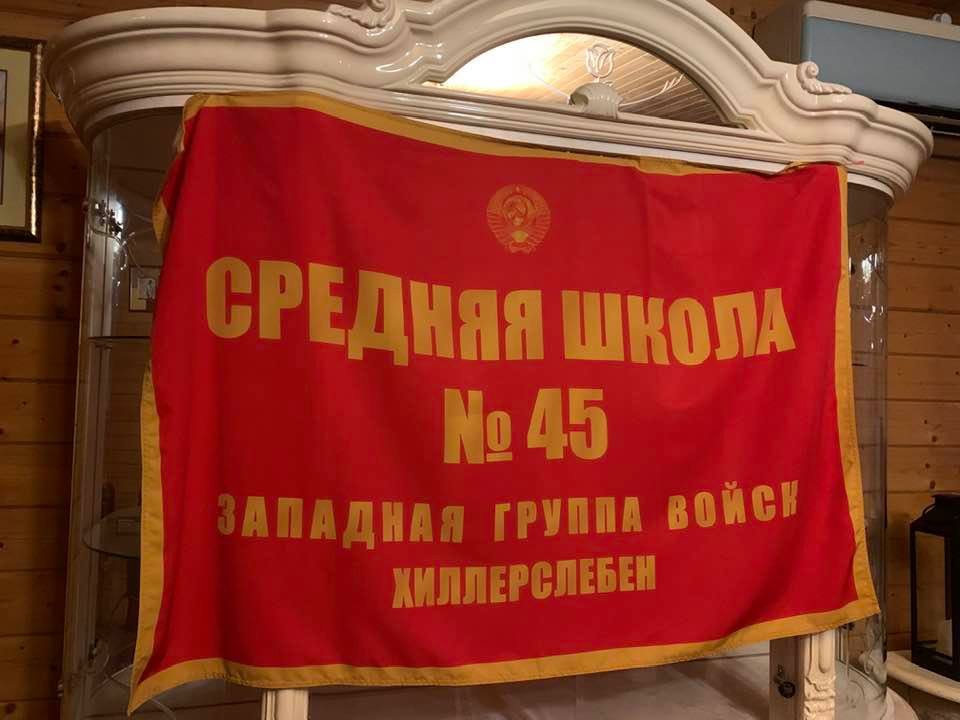 СРЕДНЯЯ ШКОЛА
№ 45
ЗАПАДНАЯ ГРУППА ВОЙСК
ХИЛЛЕРСЛЕБЕН